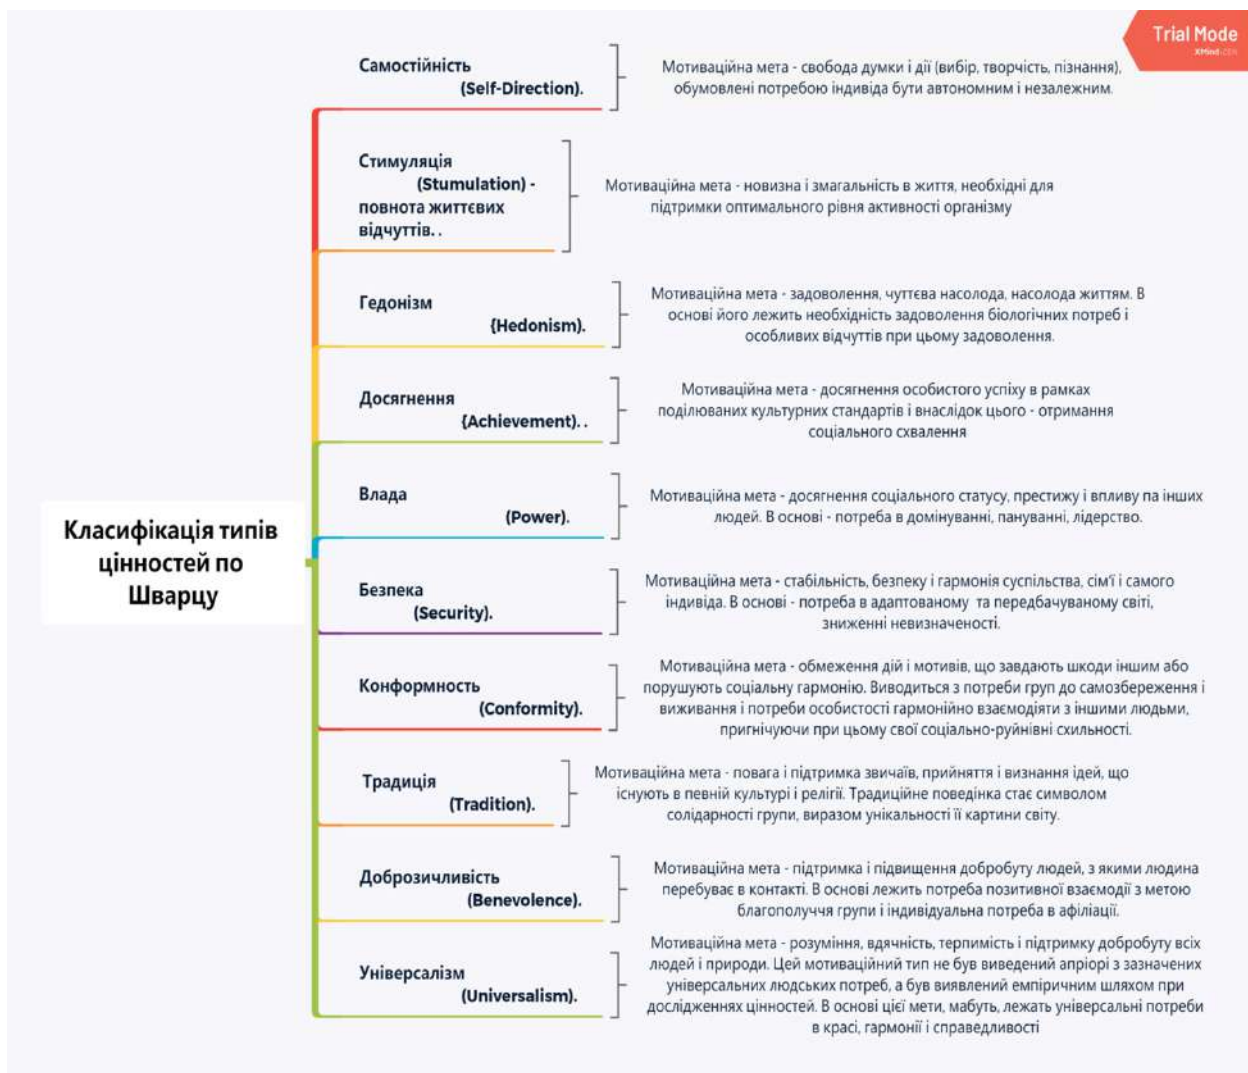 Trial Mode
XMind:ZEN
Класифікація типів
цінностей по
Шварцу
Самостійність
(Self-Direction).
Мотиваційна мета - свобода думки і дії (вибір, творчість, пізнання),
обумовлені потребою індивіда бути автономним і незалежним.
Стимуляція
(Stumulation) -
повнота життєвих
відчуттів. .
Мотиваційна мета - новизна і змагальність в життя, необхідні для
підтримки оптимального рівня активності організму
Гедонізм
{Hedonism).
Мотиваційна мета - задоволення, чуттєва насолода, насолода життям. В
основі його лежить необхідність задоволення біологічних потреб і
особливих відчуттів при цьому задоволення.
Досягнення
{Achievement). .
Мотиваційна мета - досягнення особистого успіху в рамках
поділюваних культурних стандартів і внаслідок цього - отримання
соціального схвалення
Влада
(Power).
Мотиваційна мета - досягнення соціального статусу, престижу і впливу па інших
людей. В основі - потреба в домінуванні, пануванні, лідерство.
Безпека
(Security).
Мотиваційна мета - стабільність, безпеку і гармонія суспільства, сім'ї і самого
індивіда. В основі - потреба в адаптованому та передбачуваному світі,
зниженні невизначеності.
Конформность
(Conformity).
Мотиваційна мета - обмеження дій і мотивів, що завдають шкоди іншим або
порушують соціальну гармонію. Виводиться з потреби груп до самозбереження і
виживання і потреби особистості гармонійно взаємодіяти з іншими людьми,
пригнічуючи при цьому свої соціально-руйнівні схильності.
Традиція
(Tradition).
Мотиваційна мета - повага і підтримка звичаїв, прийняття і визнання ідей, що
існують в певній культурі і релігії. Традиційне поведінка стає символом
солідарності групи, виразом унікальності її картини світу.
Доброзичливість
(Benevolence).
Мотиваційна мета - підтримка і підвищення добробуту людей, з якими людина
перебуває в контакті. В основі лежить потреба позитивної взаємодії з метою
благополуччя групи і індивідуальна потреба в афіліації.
Універсалізм
(Universalism).
Мотиваційна мета - розуміння, вдячність, терпимість і підтримку добробуту всіх
людей і природи. Цей мотиваційний тип не був виведений апріорі з зазначених
універсальних людських потреб, а був виявлений емпіричним шляхом при
дослідженнях цінностей. В основі цієї мети, мабуть, лежать універсальні потреби
в красі, гармонії і справедливості